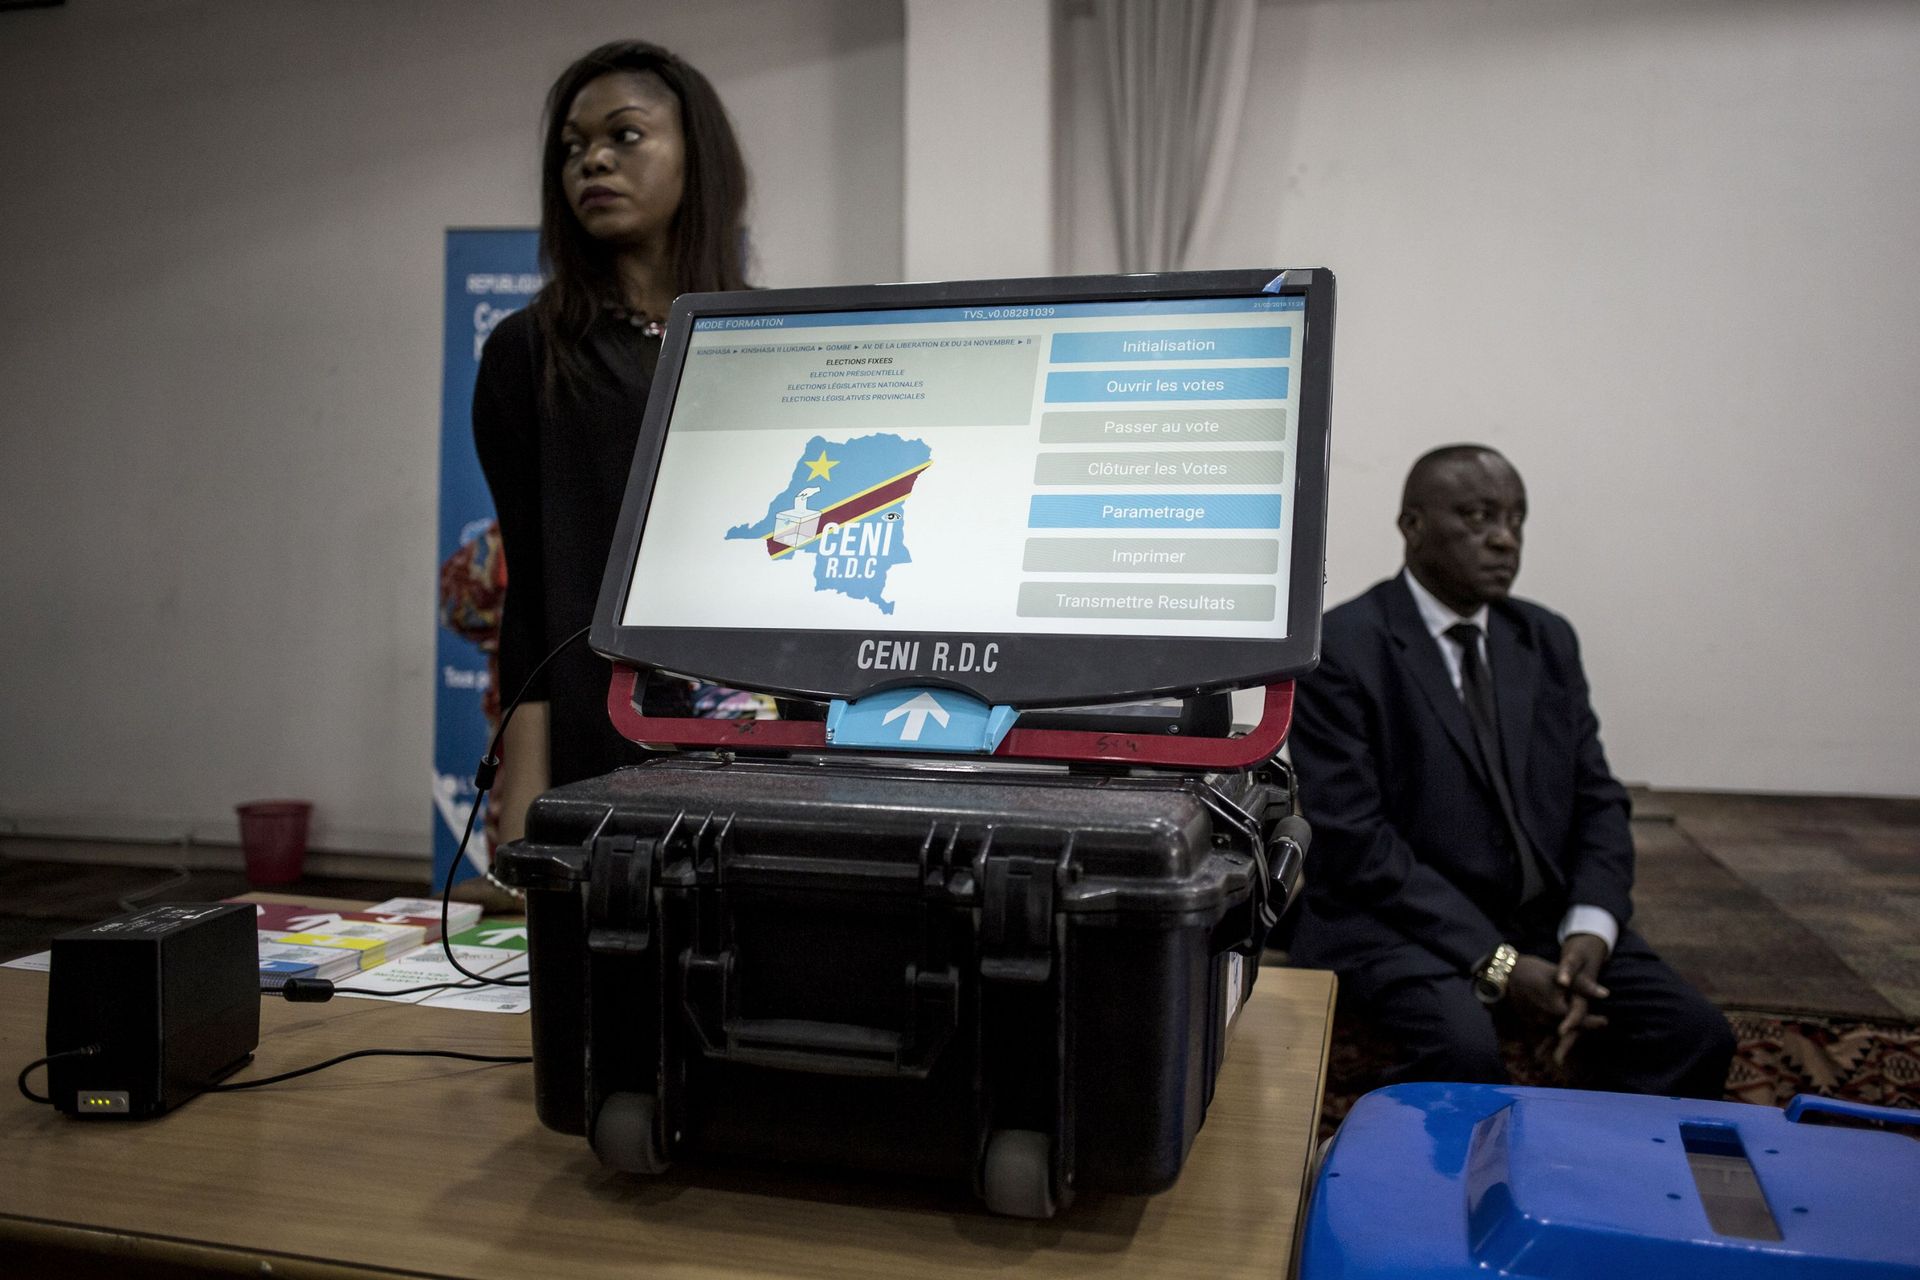 REPUBLIQUE
MODE FORMATION
TVS_v0.08281039
KINSHASA ► KINSHASA II LUKUNGA ► GOMBE ► AV. DE LA LIBERATION EX DU 24 NOVEMBRE ► B
ELECTIONS FIXEES
ELECTION PRÉSIDENTIELLE
ELECTIONS LÉGISLATIVES NATIONALES
ELECTIONS LÉGISLATIVES PROVINCIALES
Initialisation
Ouvrir les votes
Passer au vote
Clôturer les Votes
Parametrage
Imprimer
Transmettre Resultats
CENI
R.D.C
CENI R.D.C
Tous